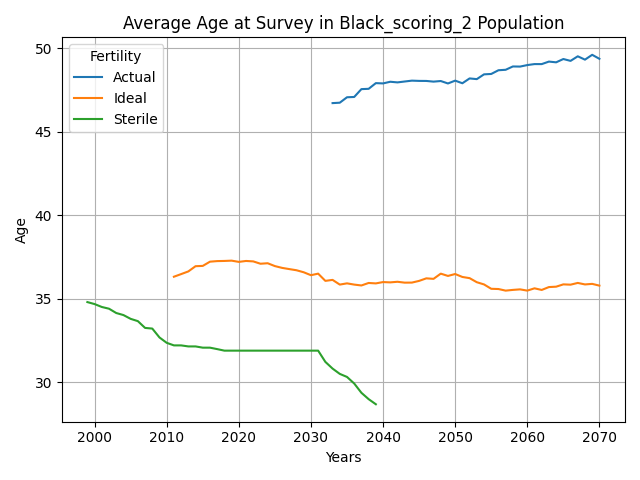 Average Age at Survey in Black_scoring_2 Population
Fertility
Actual
Ideal
Sterile
50
45
40
35
30
Age
2000 2010 2020 2030 2040 2050 2060 2070
Years